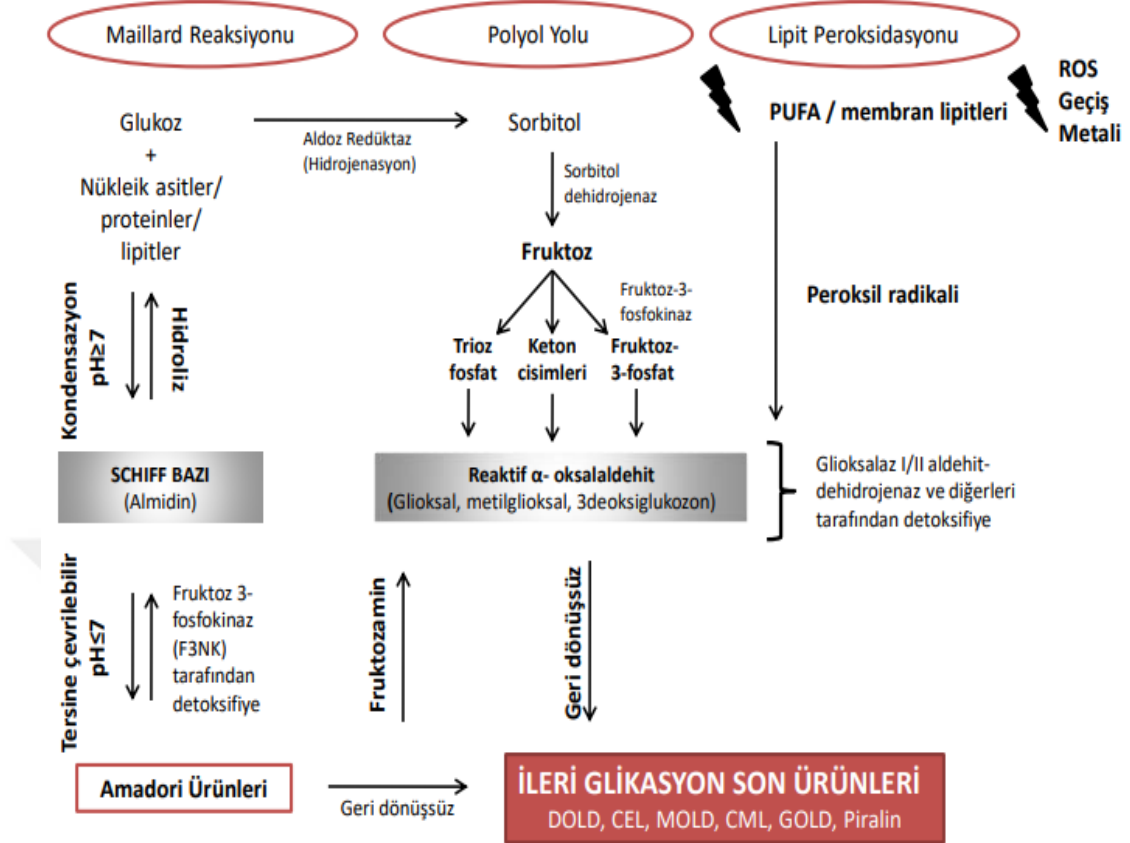 Maillard Reaksiyonu
Polyol Yolu
Lipit Peroksidasyonu
ROS
Geçiş
Metali
PUFA / membran lipitleri
Glukoz
+
Nükleik asitler/
proteinler/
lipitler
Aldoz Redüktaz
(Hidrojenasyon)
Sorbitol
Sorbitol
dehidrojenaz
Fruktoz
Fruktoz-3-
fosfokinaz
Trioz
fosfat
Keton
cisimleri
Fruktoz-
3-fosfat
Peroksil radikali
Kondensazyon
pH≥7
Hidroliz
SCHIFF BAZI
(Almidin)
Reaktif α- oksalaldehit
(Glioksal, metilglioksal, 3deoksiglukozon)
Glioksalaz I/II aldehit-
dehidrojenaz ve diğerleri
tarafından detoksifiye
Tersine çevrilebilir
pH≤7
Fruktoz 3-
fosfokinaz
(F3NK)
tarafından
detoksifiye
Fruktozamin
Geri dönüşsüz
Amadori Ürünleri
Geri dönüşsüz
İLERİ GLİKASYON SON ÜRÜNLERİ
DOLD, CEL, MOLD, CML, GOLD, Piralin